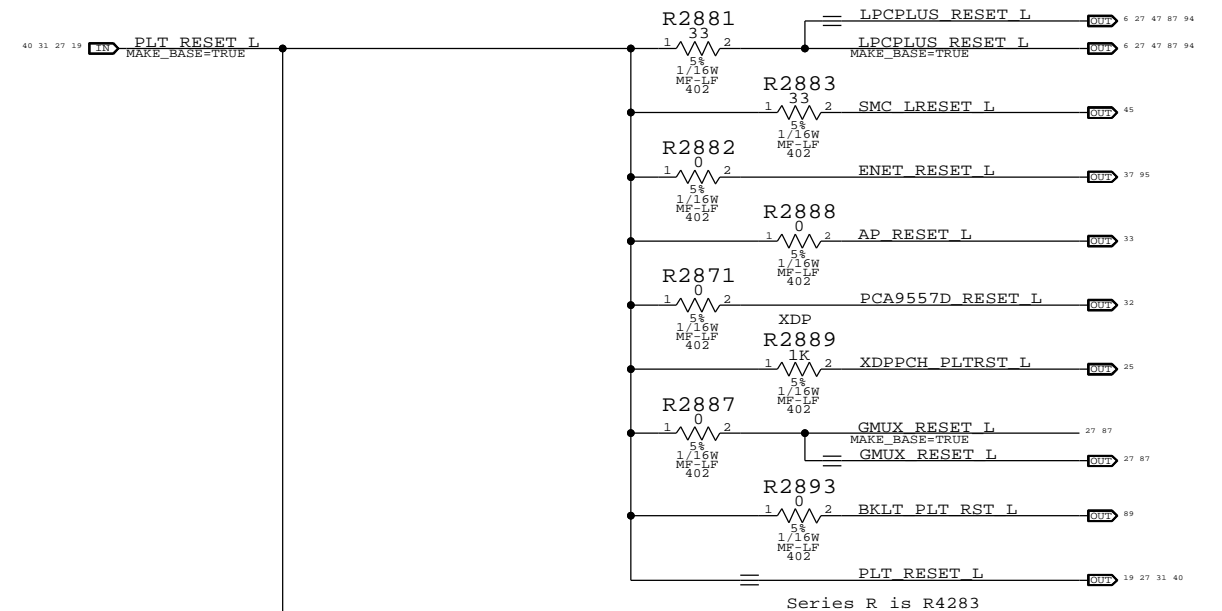 LPCPLUS_RESET_L OUT 6 27 47 87 94
R2881
33
40 31 27 19 IN PLT_RESET_L 1 2 LPCPLUS_RESET_L OUT 6 27 47 87 94
MAKE_BASE=TRUE MAKE_BASE=TRUE
5%
1/16W
MF-LF
402
R2883
33
1 2 SMC_LRESET_L OUT 45
5%
1/16W
MF-LF
402
R2882
0
1 2 ENET_RESET_L OUT 37 95
5%
1/16W
MF-LF
402
R2888
0
1 2 AP_RESET_L OUT 33
5%
1/16W
MF-LF
402
R2871
0
1 2 PCA9557D_RESET_L OUT 32
5%
1/16W
MF-LF
402
XDP
R2889
1K
1 2 XDPPCH_PLTRST_L OUT 25
5%
1/16W
MF-LF
402
R2887
0
1 2 GMUX_RESET_L 27 87
MAKE_BASE=TRUE
5%
1/16W
MF-LF
402
GMUX_RESET_L OUT 27 87
R2893
0
1 2 BKLT_PLT_RST_L OUT 89
5%
1/16W
MF-LF
402
PLT_RESET_L OUT 19 27 31 40
Series R is R4283